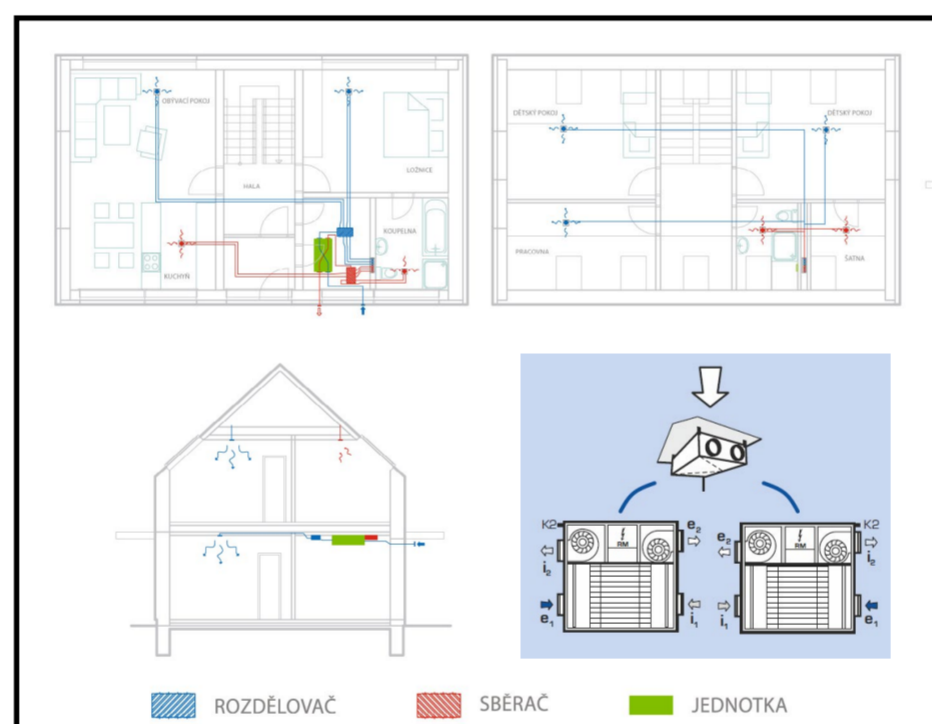 OBÝVACÍ POKOJ
LOŽNICE
HALA
KOUPELNA
KUCHYŇ
DĚTSKÝ POKOJ
DĚTSKÝ POKOJ
PRACOVNA
ŠATNA
K2
e2
RM
i2
e1
i1
K2
e2
RM
i2
i1
e1
ROZDĚLOVAČ
SBĚRAČ
JEDNOTKA